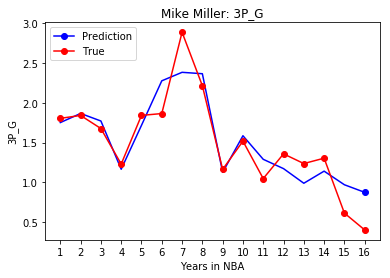 Mike Miller: 3P_G
Prediction
True
3P_G
3.0
2.5
2.0
1.5
1.0
0.5
1 2 3 4 5 6 7 8 9 10 11 12 13 14 15 16
Years in NBA